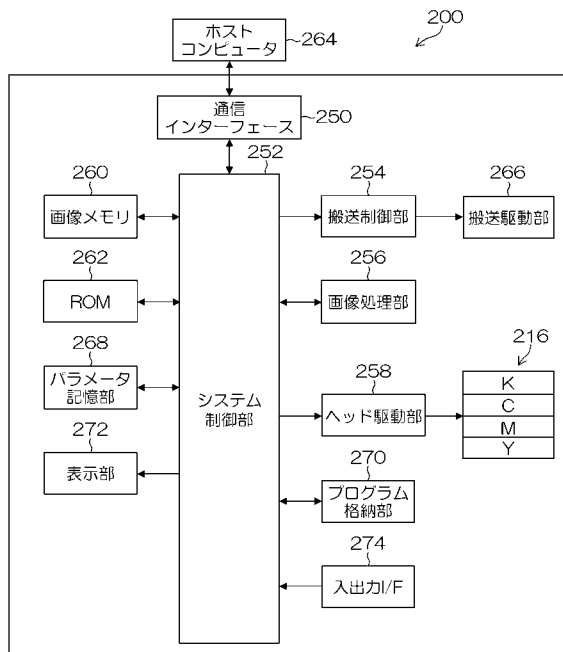 ホスト
コンピュータ
264
200
通信
インターフェース
250
252
260
画像メモリ
254
搬送制御部
266
搬送駆動部
262
ROM
256
画像処理部
268
パラメータ
記憶部
システム
制御部
258
ヘッド駆動部
216
K
C
M
Y
272
表示部
270
プログラム
格納部
274
入出力I/F